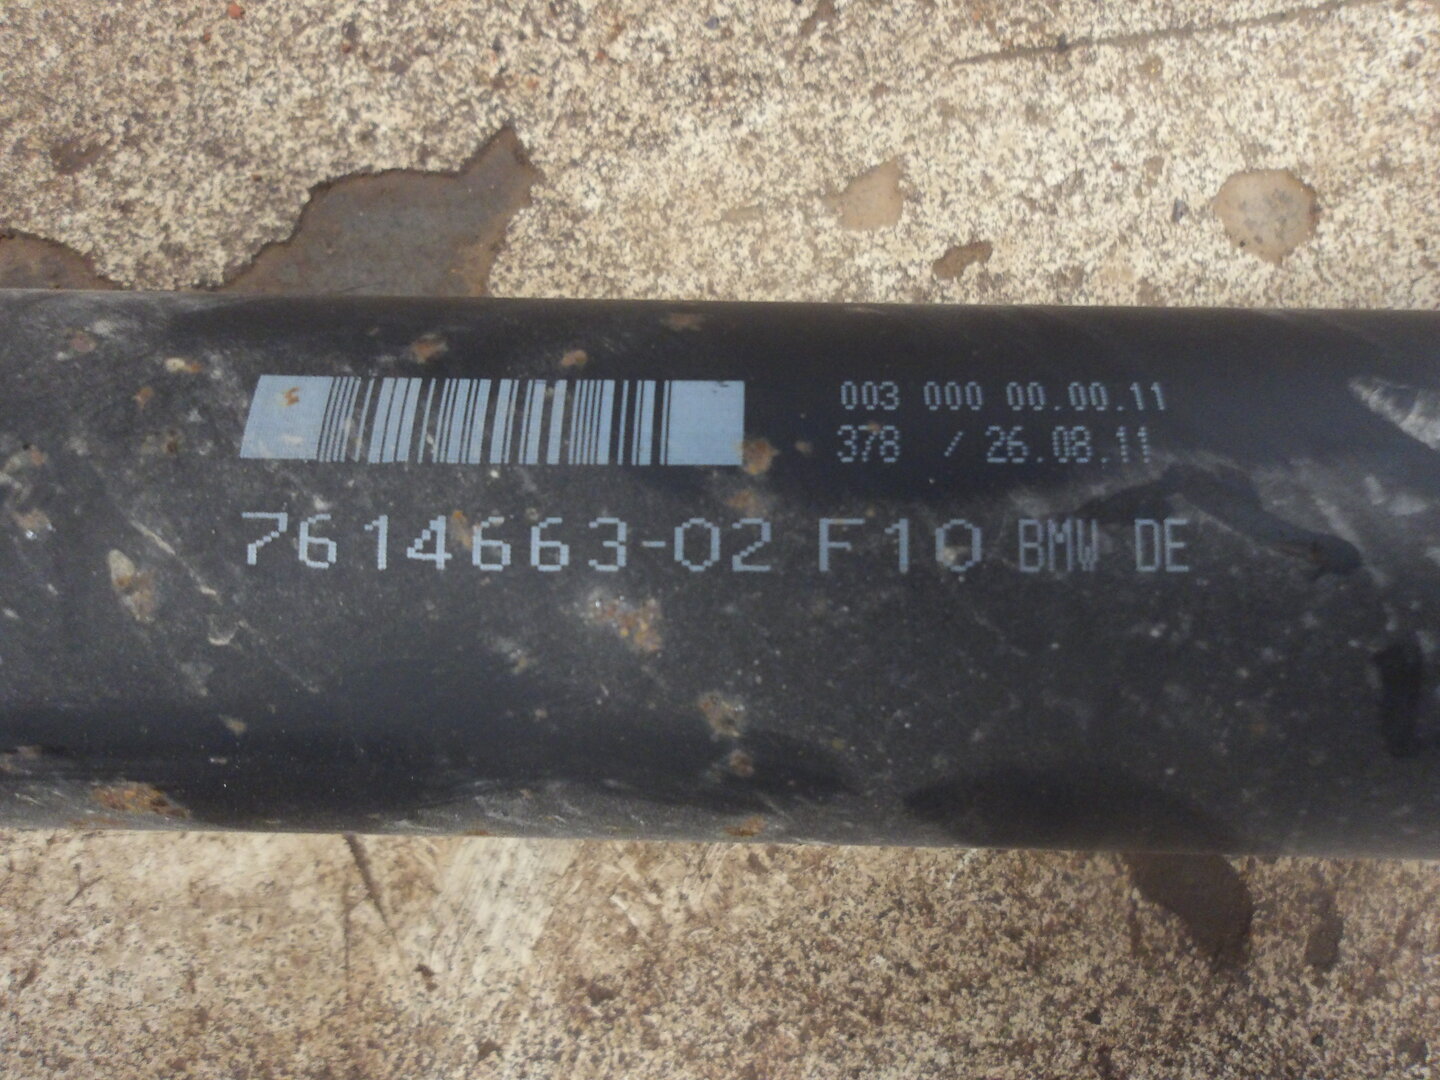 003 000 00.00.11
378 / 26.08.11
7614663-02 F10 BMW DE